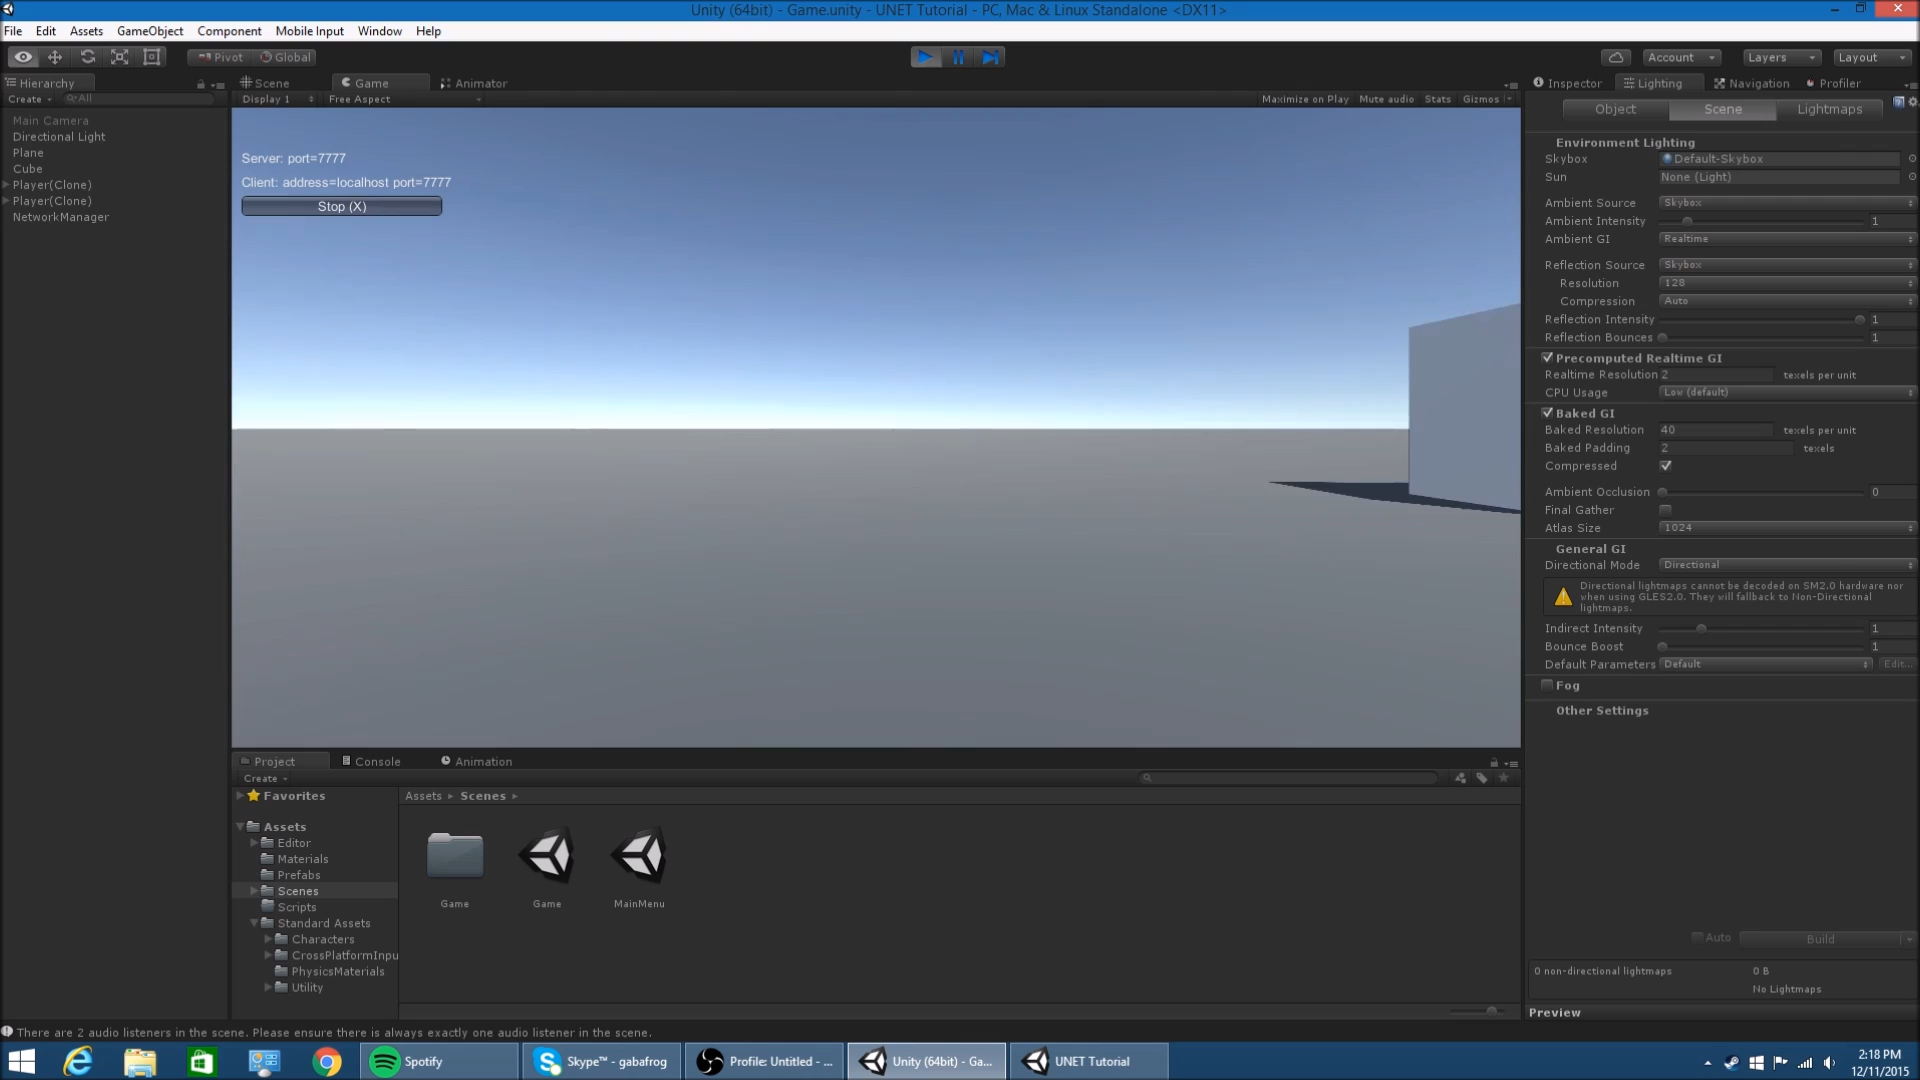 Unity (64bit) - Game.unity - UNET Tutorial - PC, Mac & Linux Standalone <DX11>
File Edit Assets GameObject Component Mobile Input Window Help
Pivot Global Account Layers Layout
Hierarchy
Create All
Main Camera
Directional Light
Plane
Cube
Player(Clone)
Player(Clone)
NetworkManager
Scene Game Animator
Display 1 Free Aspect Maximize on Play Mute audio Stats Gizmos
Server: port=7777
Client: address=localhost port=7777
Stop (X)
Inspector Lighting Navigation Profiler
Object Scene Lightmaps
Environment Lighting
Skybox Default-Skybox
Sun None (Light)
Ambient Source Skybox
Ambient Intensity 1
Ambient GI Realtime
Reflection Source Skybox
Resolution 128
Compression Auto
Reflection Intensity 1
Reflection Bounces 1
Precomputed Realtime GI
Realtime Resolution 2 texels per unit
CPU Usage Low (default)
Baked GI
Baked Resolution 40 texels per unit
Baked Padding 2 texels
Compressed
Ambient Occlusion 0
Final Gather
Atlas Size 1024
General GI
Directional Mode Directional
Directional lightmaps cannot be decoded on SM2.0 hardware nor
when using GLES2.0. They will fallback to Non-Directional
lightmaps.
Indirect Intensity 1
Bounce Boost 1
Default Parameters Default Edit...
Fog
Other Settings
Auto Build
0 non-directional lightmaps 0 B
No Lightmaps
Preview
Project Console Animation
Create
Favorites
Assets
Editor
Materials
Prefabs
Scenes
Scripts
Standard Assets
Characters
CrossPlatformInpu
PhysicsMaterials
Utility
Assets Scenes
Game Game MainMenu
There are 2 audio listeners in the scene. Please ensure there is always exactly one audio listener in the scene.
Spotify
Skype™ - gabafrog
Profile: Untitled - ...
Unity (64bit) - Ga...
UNET Tutorial
2:18 PM
12/11/2015